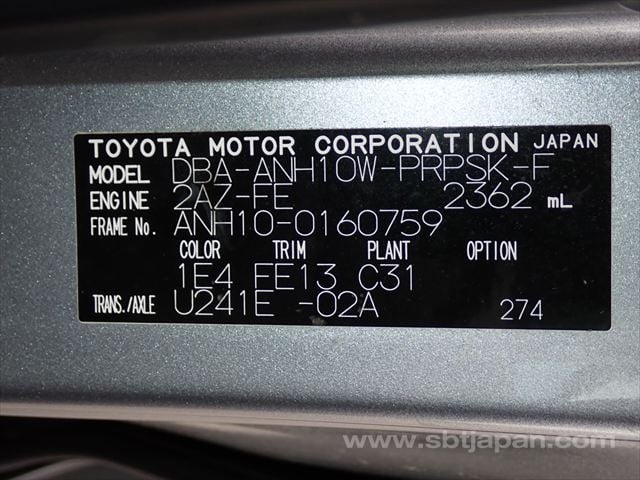 TOYOTA MOTOR CORPORATION JAPAN
MODEL DBA-ANH10W-PRPSK-F
ENGINE 2AZ-FE 2362 mL
FRAME No. ANH10-0160759
COLOR TRIM PLANT OPTION
1E4 FE13 C31
TRANS./AXLE U241E -02A 274
www.sbtjapan.com